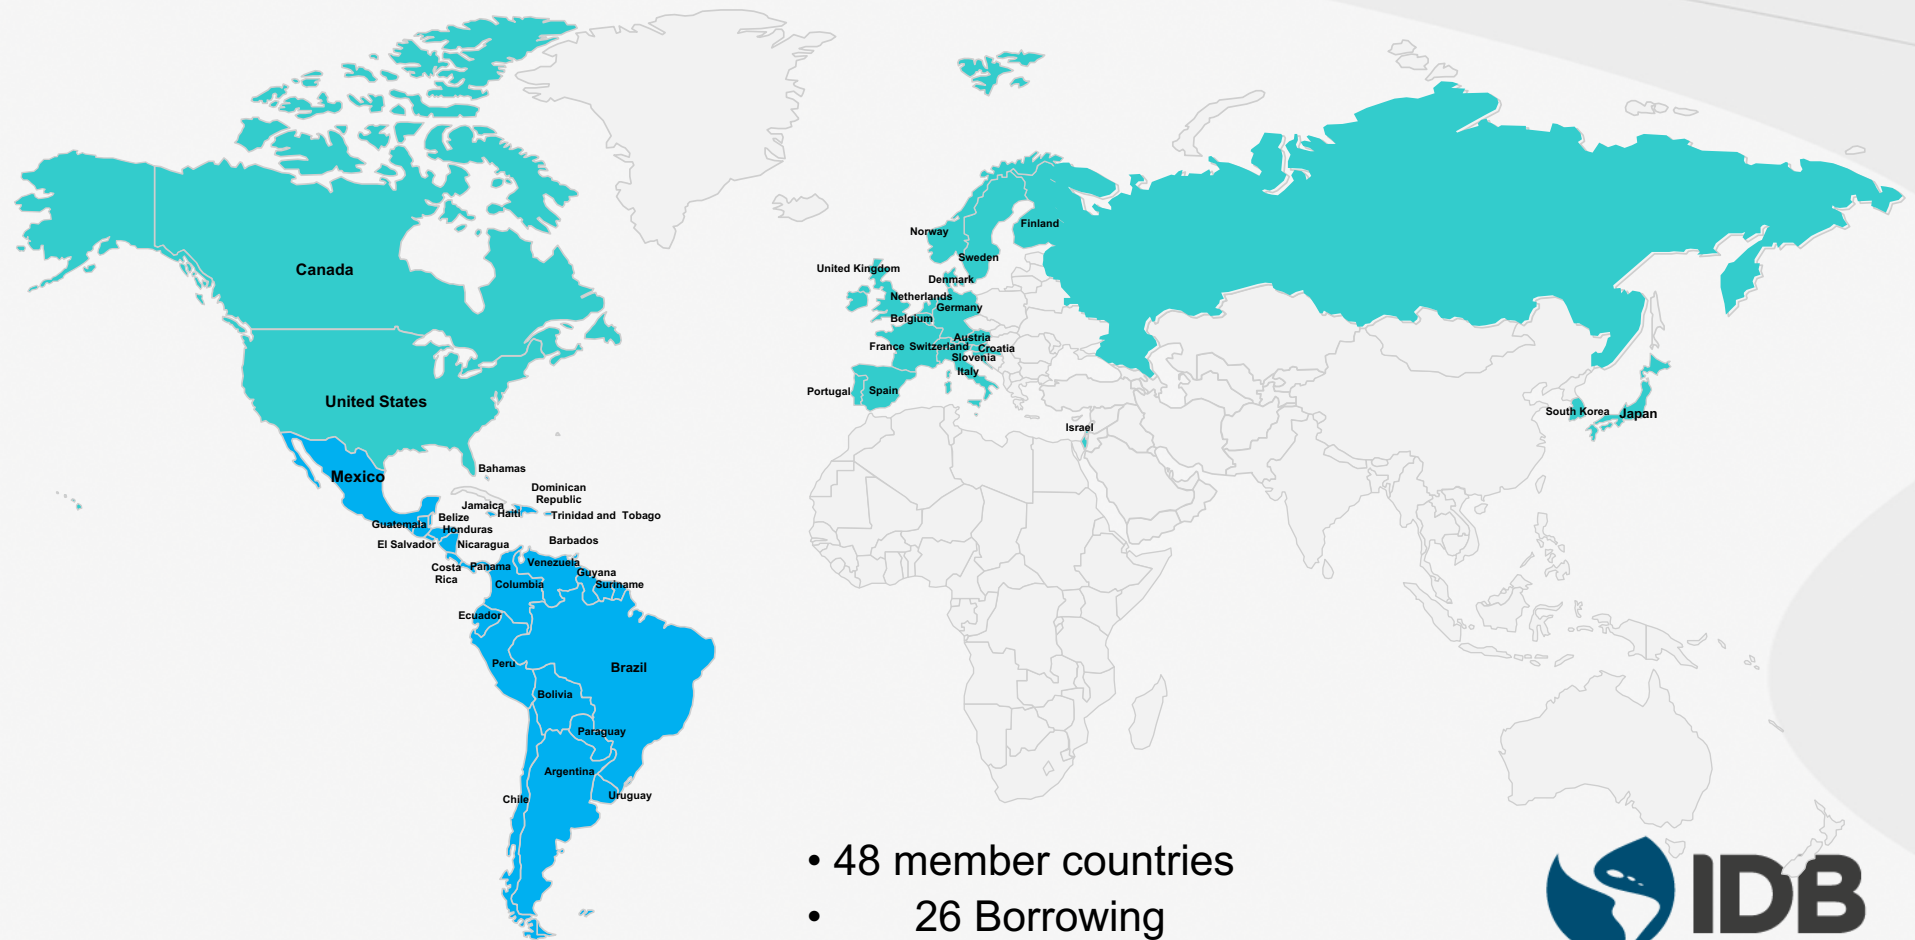 Canada
United States
Mexico
Bahamas
Dominican
Republic
Jamaica
Haiti
Trinidad and Tobago
Guatemala
Belize
Honduras
El Salvador
Nicaragua
Barbados
Costa
Rica
Panama
Venezuela
Guyana
Columbia
Suriname
Ecuador
Peru
Brazil
Bolivia
Paraguay
Argentina
Chile
Uruguay
Norway
Finland
Sweden
United Kingdom
Denmark
Netherlands
Germany
Belgium
Austria
France
Switzerland
Croatia
Slovenia
Italy
Portugal
Spain
Israel
South Korea
Japan
• 48 member countries
• 26 Borrowing
IDB